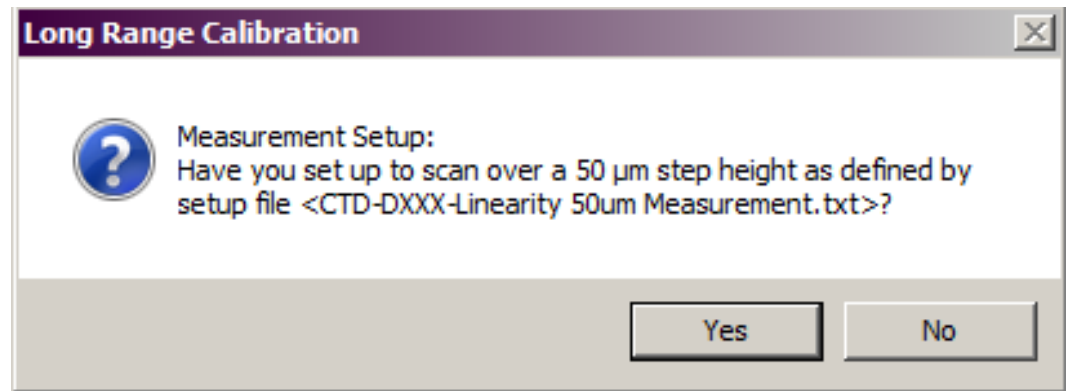 Long Range Calibration
Measurement Setup:
Have you set up to scan over a 50 µm step height as defined by
setup file <CTD-DXXX-Linearity 50um Measurement.txt>?
Yes
No